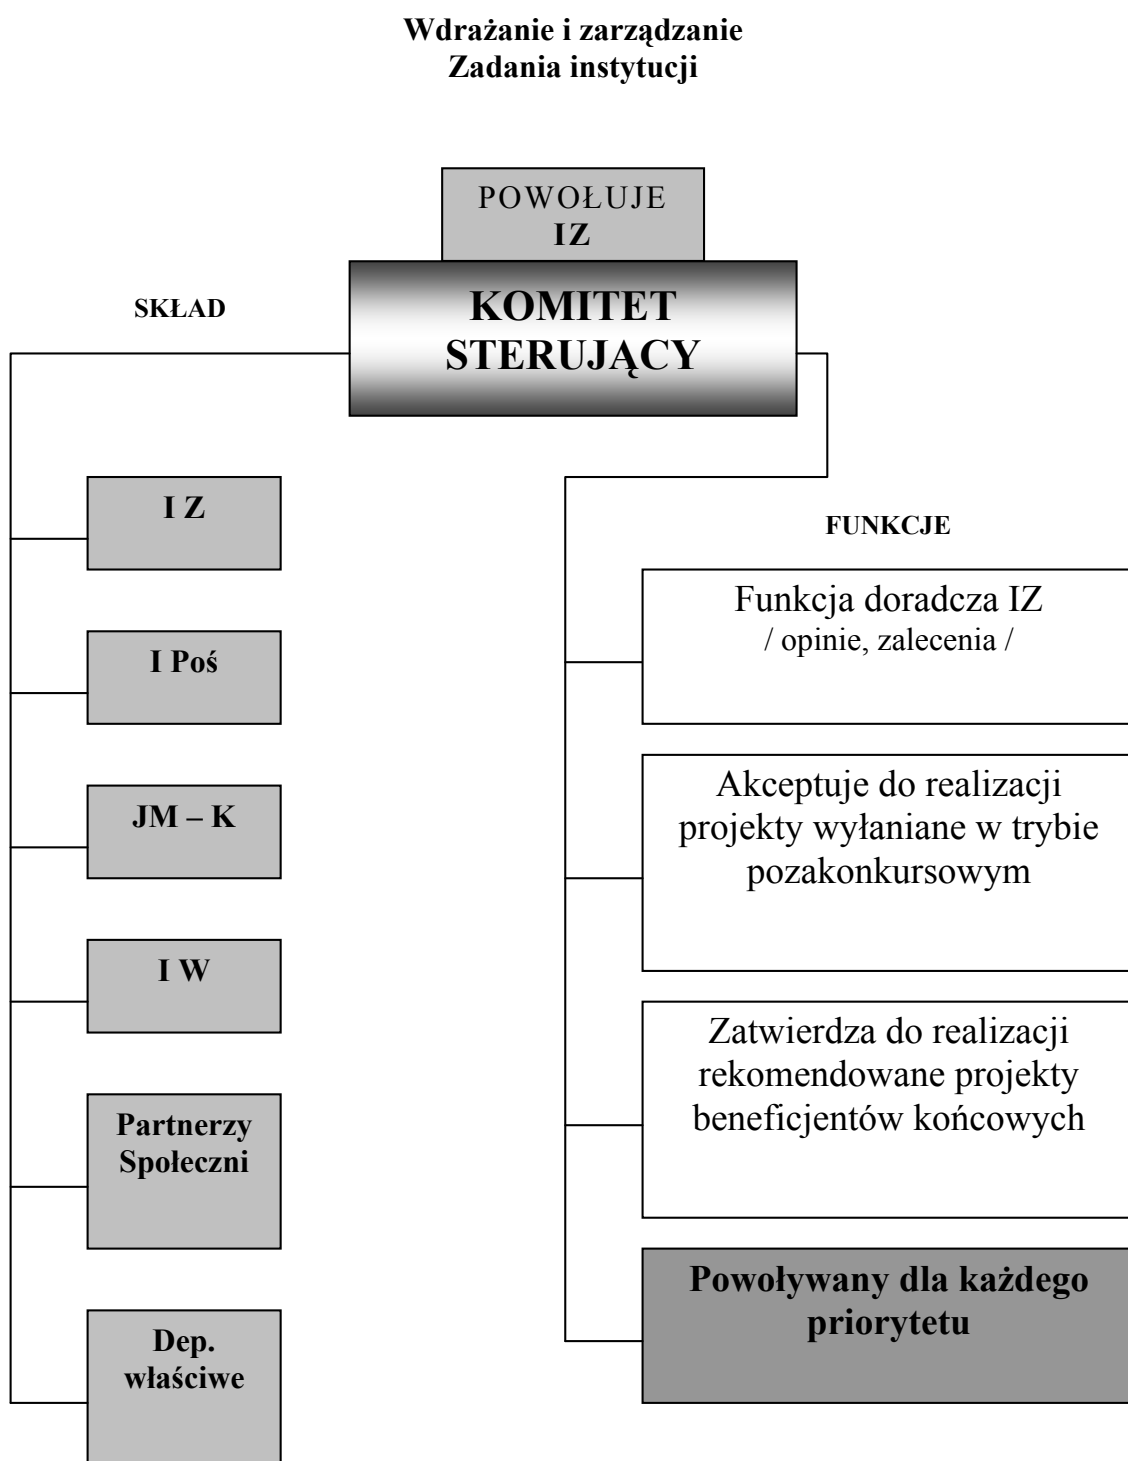 Wdrażanie i zarządzanie
Zadania instytucji
POWOŁUJE
IZ
KOMITET
STERUJĄCY
SKŁAD
I Z
I Poś
JM – K
I W
Partnerzy
Społeczni
Dep.
właściwe
FUNKCJE
Funkcja doradcza IZ
/ opinie, zalecenia /
Akceptuje do realizacji
projekty wyłaniane w trybie
pozakonkursowym
Zatwierdza do realizacji
rekomendowane projekty
beneficjentów końcowych
Powoływany dla każdego
priorytetu